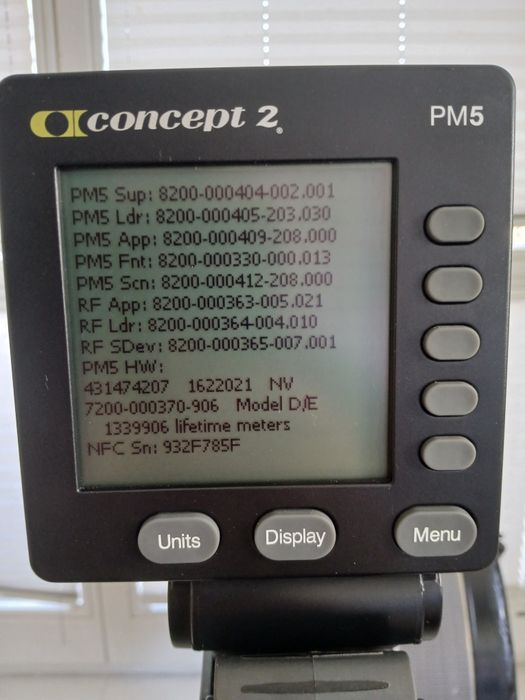 concept 2® PM5
PM5 Sup: 8200-000404-002.001
PM5 Ldr: 8200-000405-203.030
PM5 App: 8200-000409-208.000
PM5 Fnt: 8200-000330-000.013
PM5 Scn: 8200-000412-208.000
RF App: 8200-000363-005.021
RF Ldr: 8200-000364-004.010
RF SDev: 8200-000365-007.001
PM5 HW:
431474207 1622021 NV
7200-000370-906 Model D/E
1339906 lifetime meters
NFC Sn: 932F785F
Units Display Menu